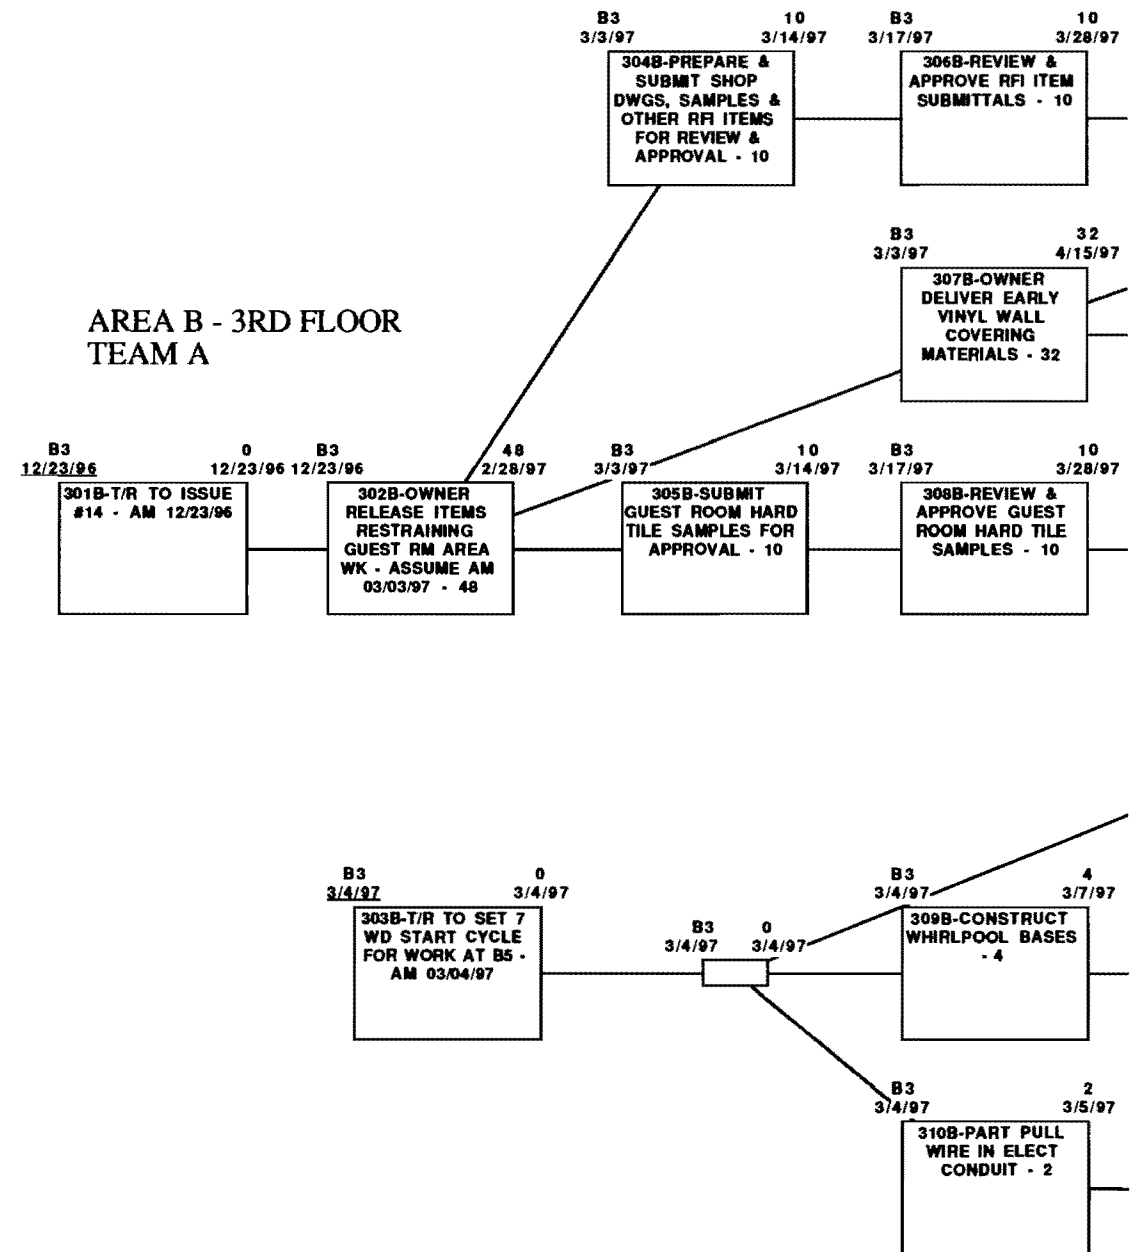 B3 10
3/3/97 3/14/97
304B-PREPARE &
SUBMIT SHOP
DWGS, SAMPLES &
OTHER RFI ITEMS
FOR REVIEW &
APPROVAL - 10
B3 10
3/17/97 3/28/97
306B-REVIEW &
APPROVE RFI ITEM
SUBMITTALS - 10
B3 32
3/3/97 4/15/97
307B-OWNER
DELIVER EARLY
VINYL WALL
COVERING
MATERIALS - 32
AREA B - 3RD FLOOR
TEAM A
B3 0
12/23/96 12/23/96
301B-T/R TO ISSUE
#14 - AM 12/23/96
B3 48
12/23/96 2/28/97
302B-OWNER
RELEASE ITEMS
RESTRAINING
GUEST RM AREA
WK - ASSUME AM
03/03/97 - 48
B3 10
3/3/97 3/14/97
305B-SUBMIT
GUEST ROOM HARD
TILE SAMPLES FOR
APPROVAL - 10
B3 10
3/17/97 3/28/97
308B-REVIEW &
APPROVE GUEST
ROOM HARD TILE
SAMPLES - 10
B3 0
3/4/97 3/4/97
303B-T/R TO SET 7
WD START CYCLE
FOR WORK AT B5 -
AM 03/04/97
B3 0
3/4/97 3/4/97
B3 4
3/4/97 3/7/97
309B-CONSTRUCT
WHIRLPOOL BASES
- 4
B3 2
3/4/97 3/5/97
310B-PART PULL
WIRE IN ELECT
CONDUIT - 2